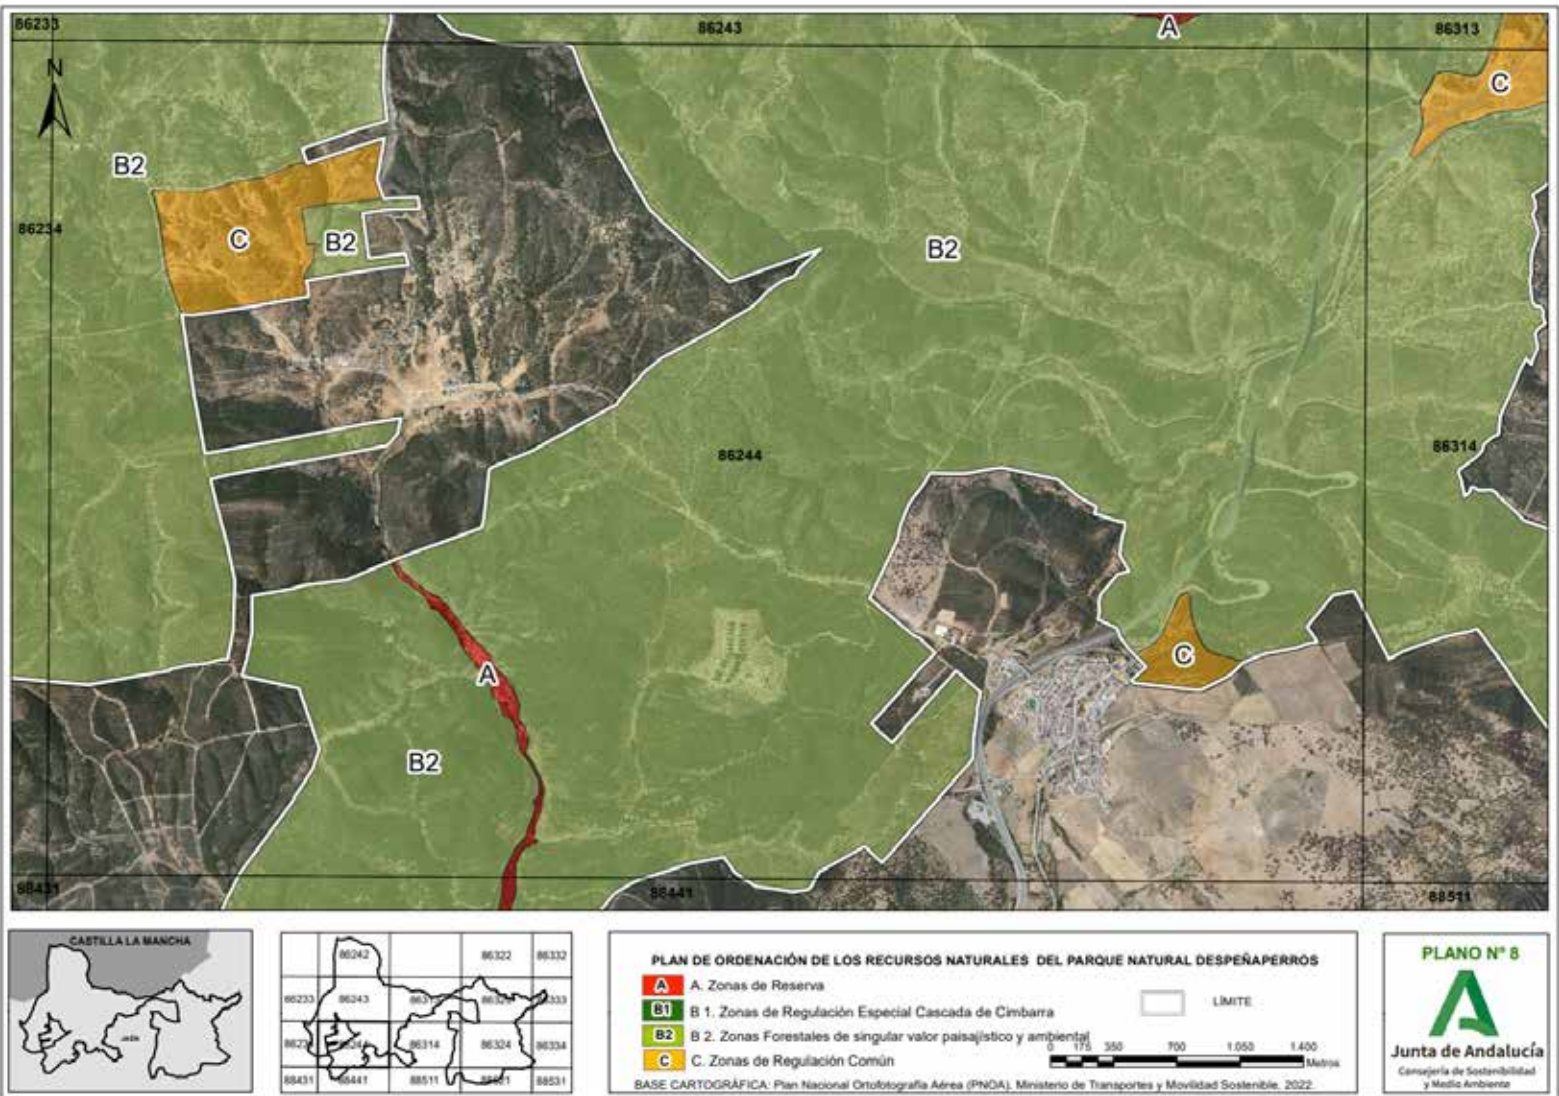 86233
86243
A
86313
N
C
B2
86234
C
B2
B2
86244
86314
A
C
B2
88431
88441
88511
CASTILLA LA MANCHA
JAÉN
86242
86322
86332
86233
86243
86324
86314
86334
88431
88441
88511
88531
PLAN DE ORDENACIÓN DE LOS RECURSOS NATURALES DEL PARQUE NATURAL DESPEÑAPERROS
A A. Zonas de Reserva
B1 B 1. Zonas de Regulación Especial Cascada de Cimbarra
B2 B 2. Zonas Forestales de singular valor paisajístico y ambiental
C C. Zonas de Regulación Común
LÍMITE
0 175 350 700 1.050 1.400
Metros
BASE CARTOGRÁFICA: Plan Nacional Ortofotografía Aérea (PNOA). Ministerio de Transportes y Movilidad Sostenible. 2022.
PLANO Nº 8
Junta de Andalucía
Consejería de Sostenibilidad
y Medio Ambiente